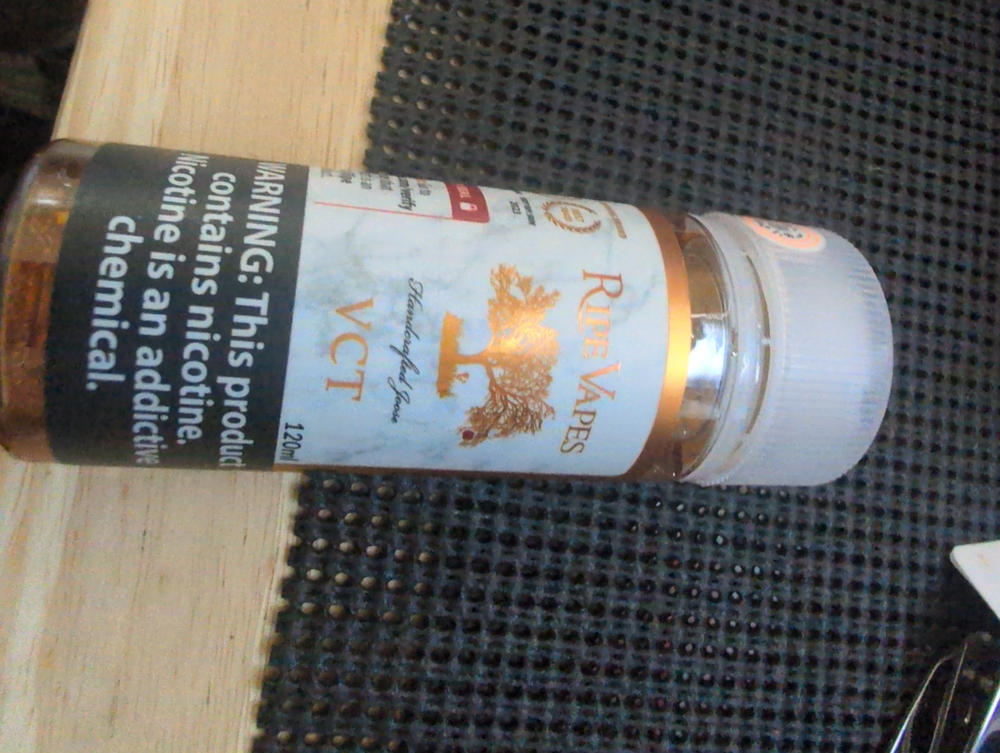 RIPE VAPES
Handcrafted Joose
VCT
120ml
WARNING: This product
contains nicotine.
Nicotine is an addictive
chemical.